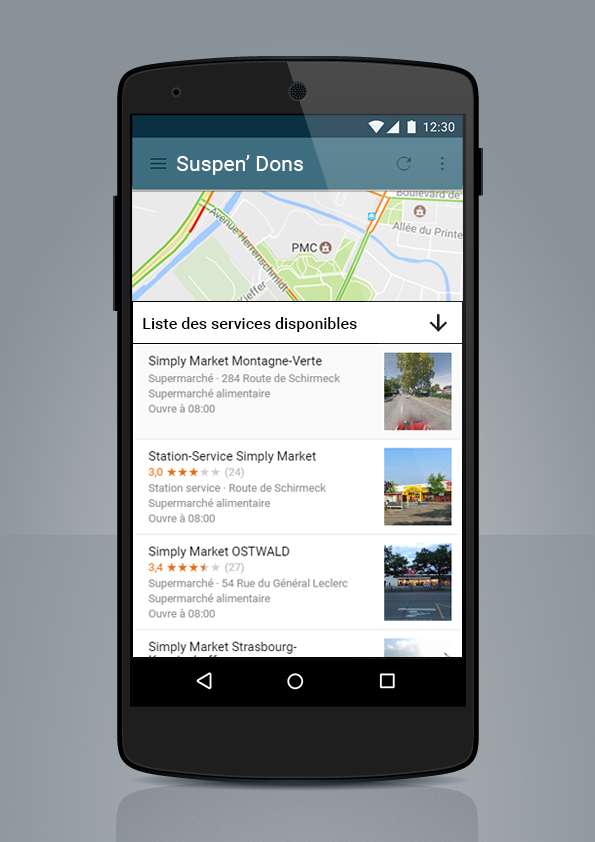 12:30
Suspen' Dons
Boulevard de
Avenue Herrenschmidt
Allée du Printe
PMC
Kieffer
Liste des services disponibles
Simply Market Montagne-Verte
Supermarché · 284 Route de Schirmeck
Supermarché alimentaire
Ouvre à 08:00
Station-Service Simply Market
3,0 (24)
Station service · Route de Schirmeck
Supermarché alimentaire
Ouvre à 08:00
Simply Market OSTWALD
3,4 (27)
Supermarché · 54 Rue du Général Leclerc
Supermarché alimentaire
Ouvre à 08:00
Simply Market Strasbourg-